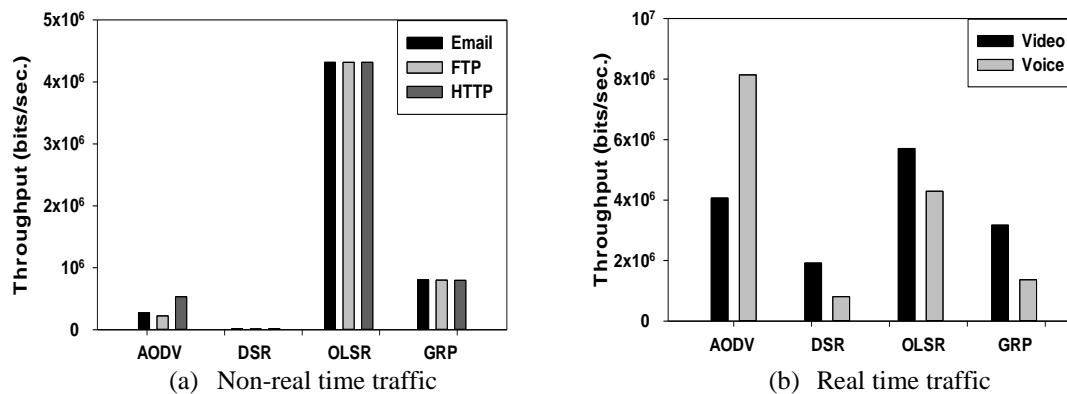 5x10⁶
4x10⁶
3x10⁶
2x10⁶
10⁶
0
Throughput (bits/sec.)
Email
FTP
HTTP
AODV DSR OLSR GRP
(a) Non-real time traffic
10⁷
8x10⁶
6x10⁶
4x10⁶
2x10⁶
0
Throughput (bits/sec.)
Video
Voice
AODV DSR OLSR GRP
(b) Real time traffic